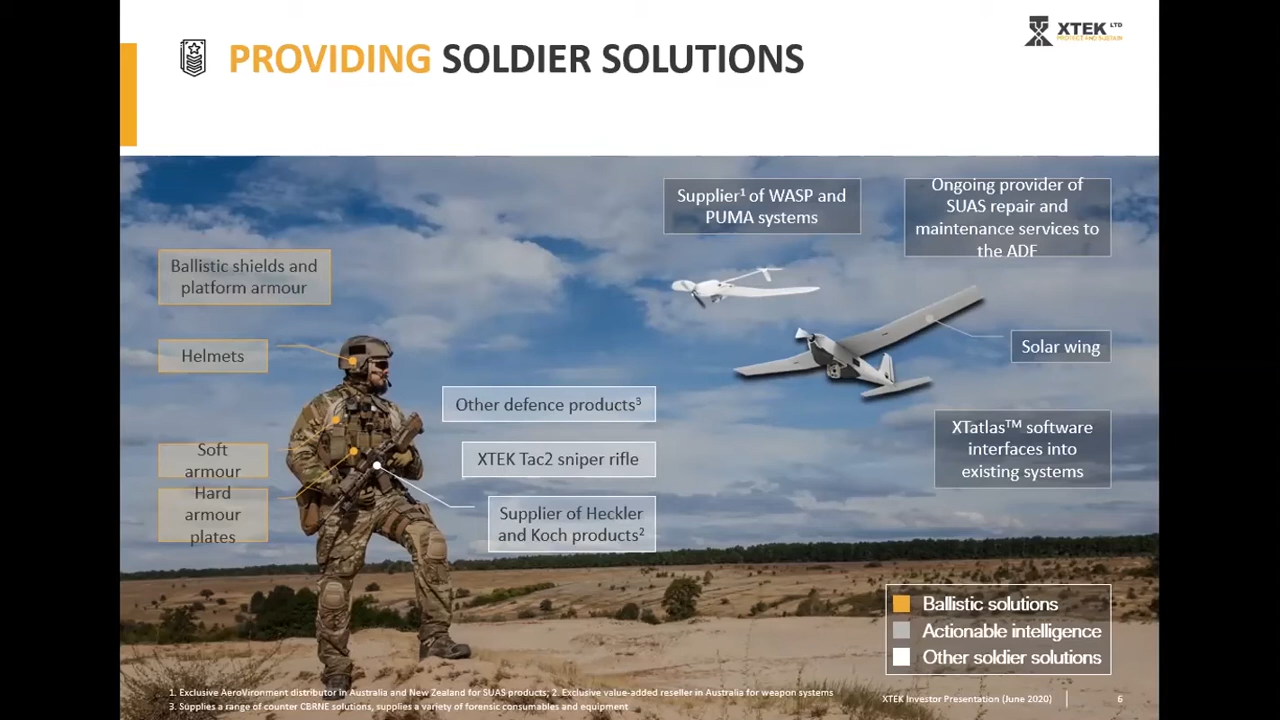 PROVIDING SOLDIER SOLUTIONS
XTEK LTD
PROTECT AND SUSTAIN
Supplier¹ of WASP and
PUMA systems
Ongoing provider of
SUAS repair and
maintenance services to
the ADF
Ballistic shields and
platform armour
Helmets
Solar wing
Other defence products³
XTatlas™ software
interfaces into
existing systems
Soft
armour
XTEK Tac2 sniper rifle
Hard
armour
plates
Supplier of Heckler
and Koch products²
Ballistic solutions
Actionable intelligence
Other soldier solutions
1. Exclusive AeroVironment distributor in Australia and New Zealand for SUAS products; 2. Exclusive value-added reseller in Australia for weapon systems
3. Supplies a range of counter CBRNE solutions, supplies a variety of forensic consumables and equipment
XTEK Investor Presentation (June 2020) 6